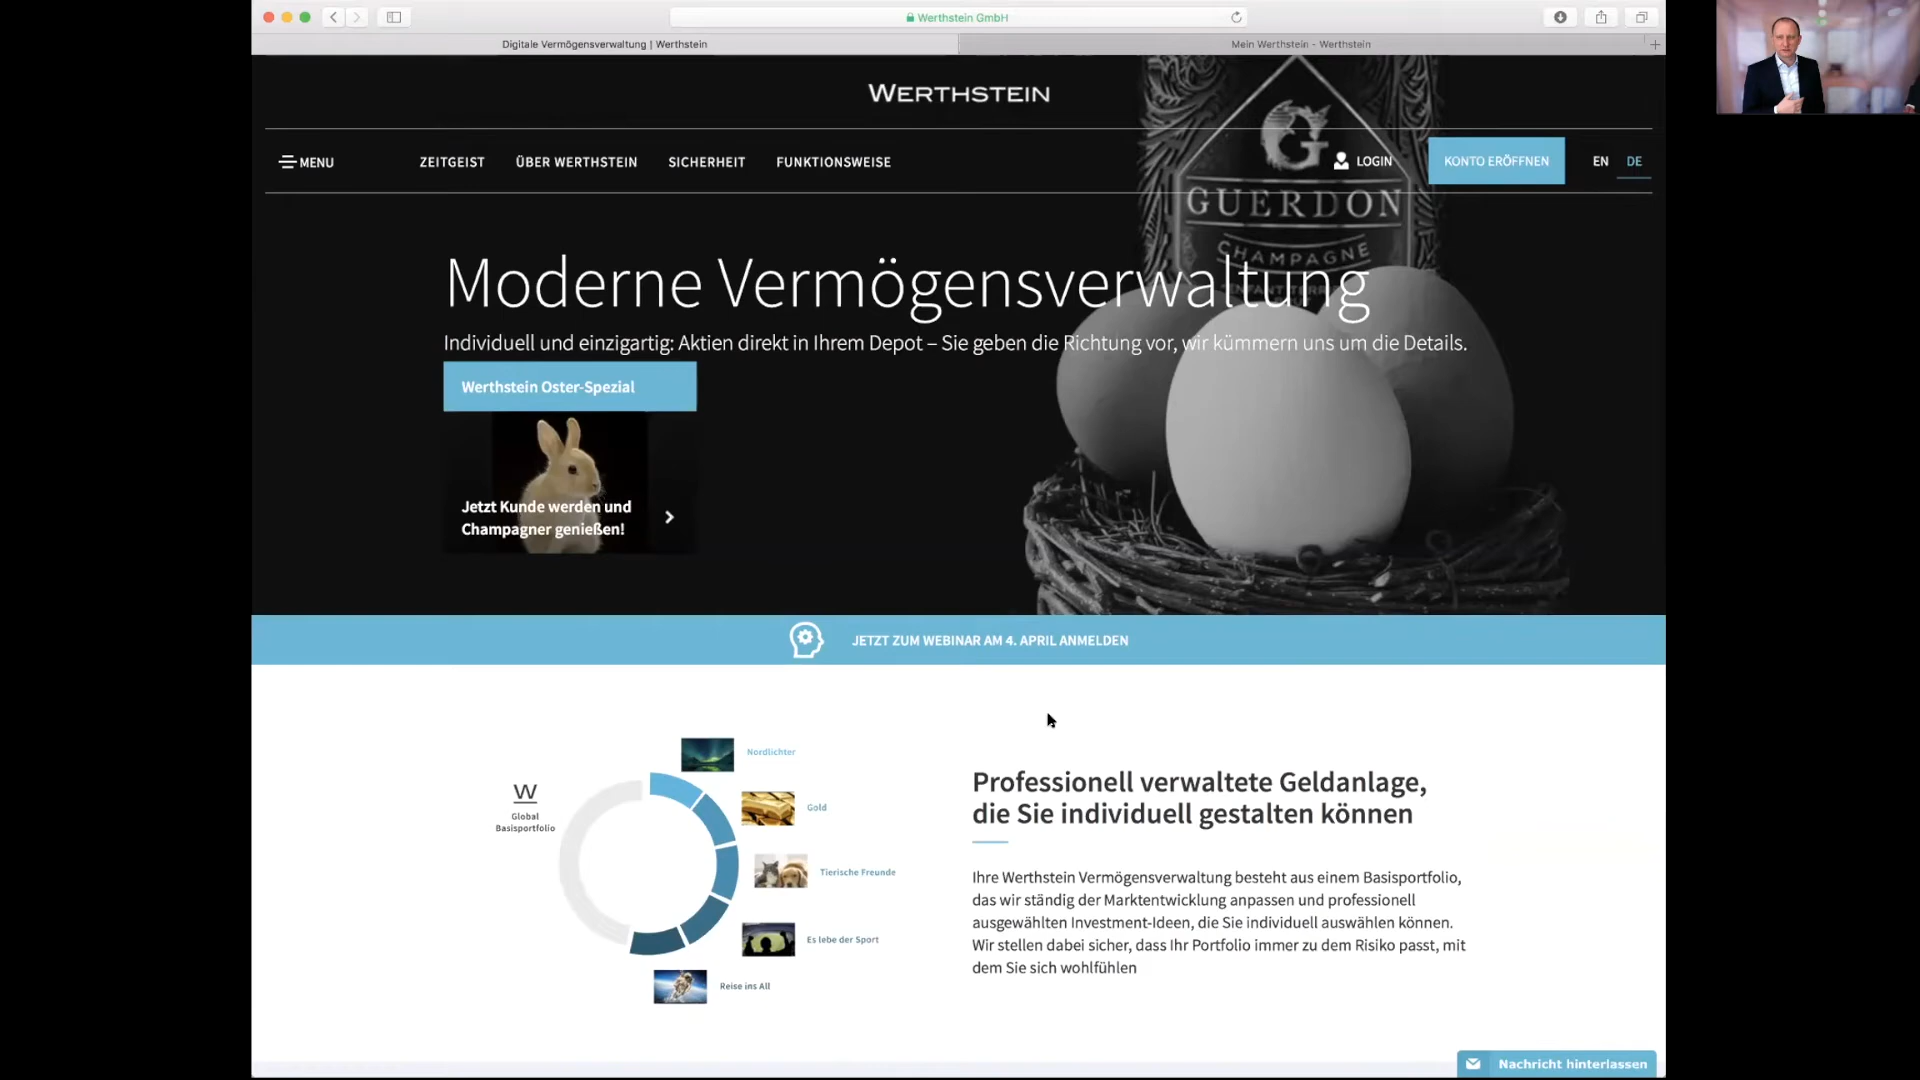 Werthstein GmbH
Digitale Vermögensverwaltung | Werthstein
Mein Werthstein - Werthstein
WERTHSTEIN
MENU
ZEITGEIST
ÜBER WERTHSTEIN
SICHERHEIT
FUNKTIONSWEISE
LOGIN
KONTO ERÖFFNEN
EN
DE
G
GUERDON
CHAMPAGNE
Moderne Vermögensverwaltung
Individuell und einzigartig: Aktien direkt in Ihrem Depot – Sie geben die Richtung vor, wir kümmern uns um die Details.
Werthstein Oster-Spezial
Jetzt Kunde werden und
Champagner genießen!
JETZT ZUM WEBINAR AM 4. APRIL ANMELDEN
W
Global
Basisportfolio
Nordlichter
Gold
Tierische Freunde
Es lebe der Sport
Reise ins All
Professionell verwaltete Geldanlage,
die Sie individuell gestalten können
Ihre Werthstein Vermögensverwaltung besteht aus einem Basisportfolio,
das wir ständig der Marktentwicklung anpassen und professionell
ausgewählten Investment-Ideen, die Sie individuell auswählen können.
Wir stellen dabei sicher, dass Ihr Portfolio immer zu dem Risiko passt, mit
dem Sie sich wohlfühlen
Nachricht hinterlassen